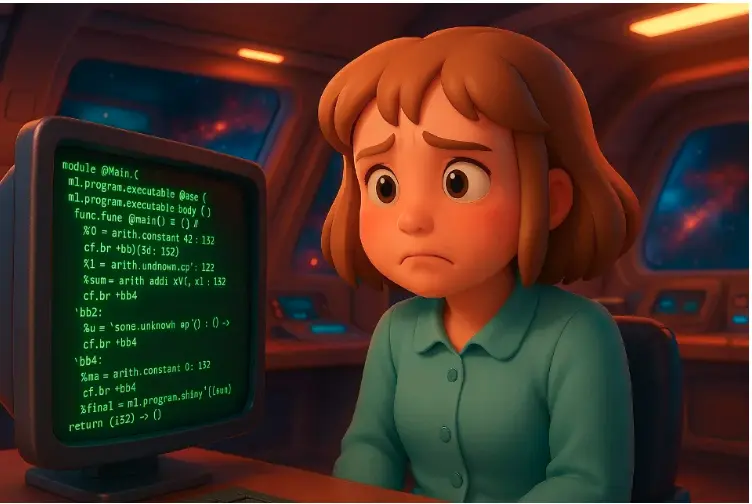 module @Main.(
ml.program.executable @ase (
ml.program.executable body ()
func.fune @main() ≡ () //
%0 = arith.constant 42 : 132
cf.br +bb)(3d: 152)
%1 = arith.undnown.cp': 122
%sum = arith addi xV(, x1 : 132
cf.br +bb4
'bb2:
%u = 'sone.unknown ap'() : () ->
cf.br +bb4
'bb4:
%ma = arith.constant 0: 132
cf.br +bb4
%final = ml.program.shiny'((sum)
return (i32) -> ()